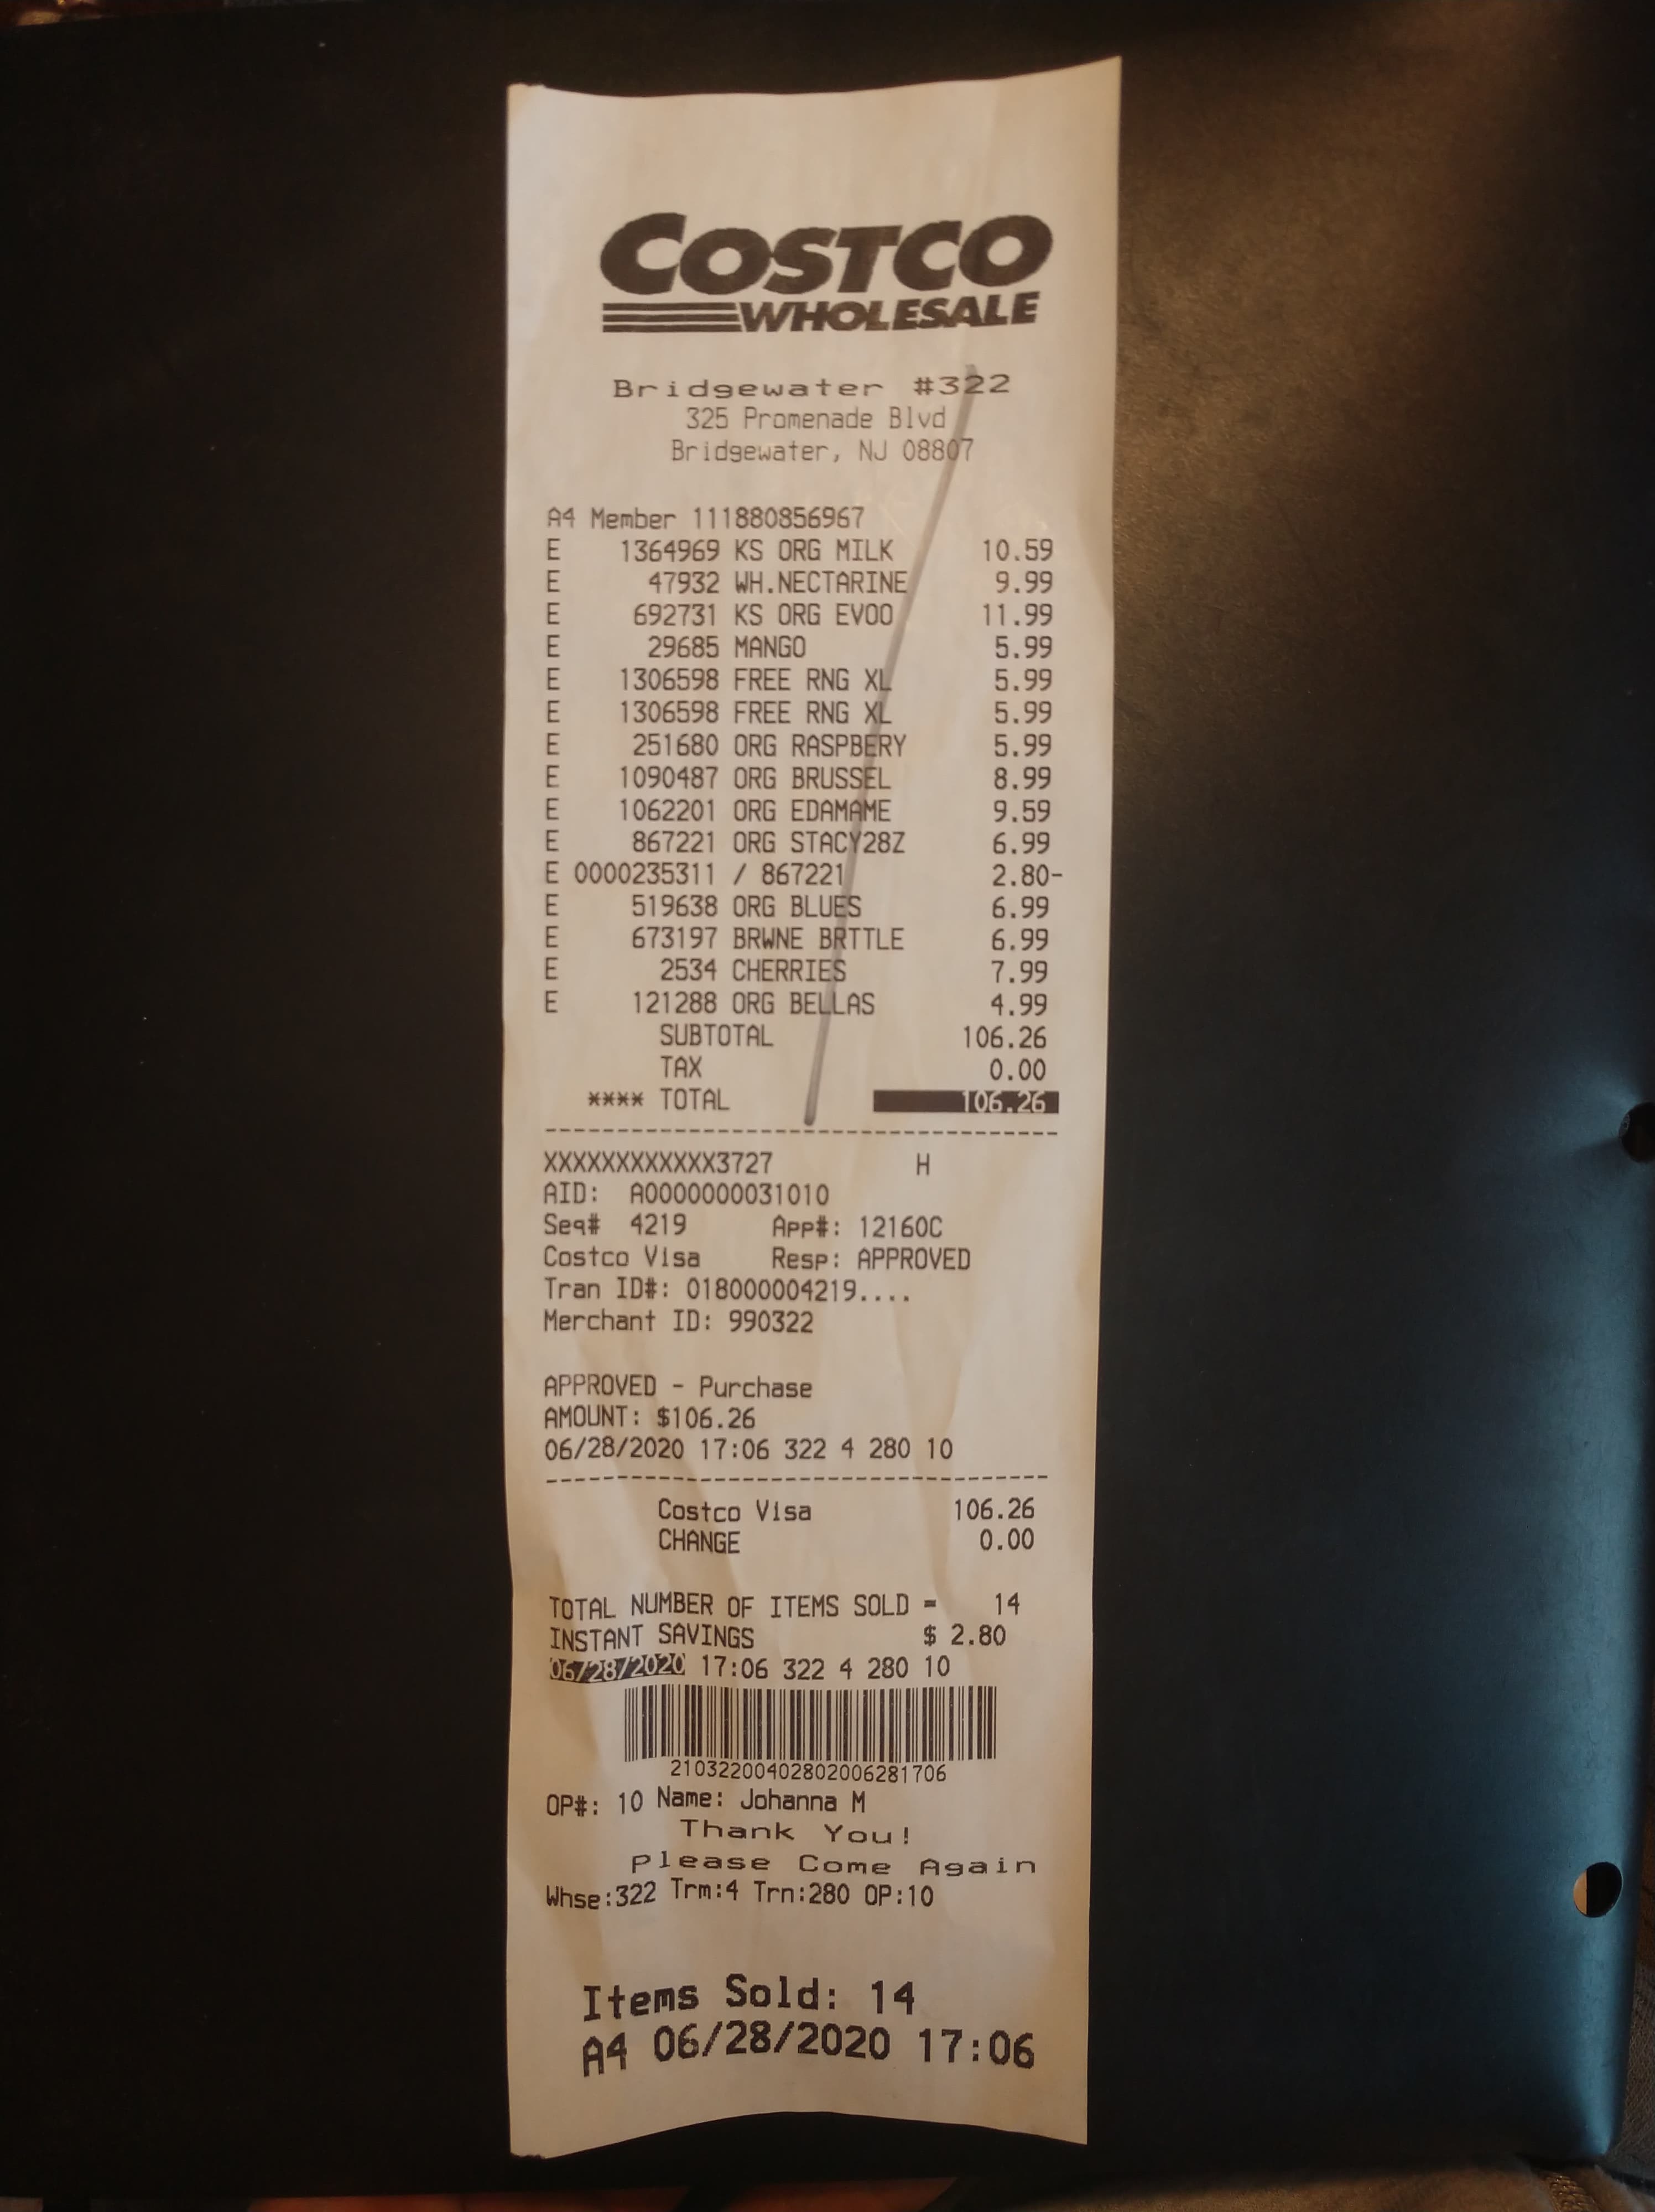 COSTCO
WHOLESALE
Bridgewater #322
325 Promenade Blvd
Bridgewater, NJ 08807
A4 Member 111880856967
E 1364969 KS ORG MILK 10.59
E 47932 WH.NECTARINE 9.99
E 692731 KS ORG EVOO 11.99
E 29685 MANGO 5.99
E 1306598 FREE RNG XL 5.99
E 1306598 FREE RNG XL 5.99
E 251680 ORG RASPBERY 5.99
E 1090487 ORG BRUSSEL 8.99
E 1062201 ORG EDAMAME 9.59
E 867221 ORG STACY28Z 6.99
E 0000235311 / 867221 2.80-
E 519638 ORG BLUES 6.99
E 673197 BRWNE BRTTLE 6.99
E 2534 CHERRIES 7.99
E 121288 ORG BELLAS 4.99
SUBTOTAL 106.26
TAX 0.00
**** TOTAL 106.26
XXXXXXXXXXXX3727 H
AID: A0000000031010
Seq# 4219 App#: 12160C
Costco Visa Resp: APPROVED
Tran ID#: 018000004219....
Merchant ID: 990322
APPROVED - Purchase
AMOUNT: $106.26
06/28/2020 17:06 322 4 280 10
Costco Visa 106.26
CHANGE 0.00
TOTAL NUMBER OF ITEMS SOLD = 14
INSTANT SAVINGS $ 2.80
06/28/2020 17:06 322 4 280 10
21032200402802006281706
OP#: 10 Name: Johanna M
Thank You!
Please Come Again
Whse:322 Trm:4 Trn:280 OP:10
Items Sold: 14
A4 06/28/2020 17:06